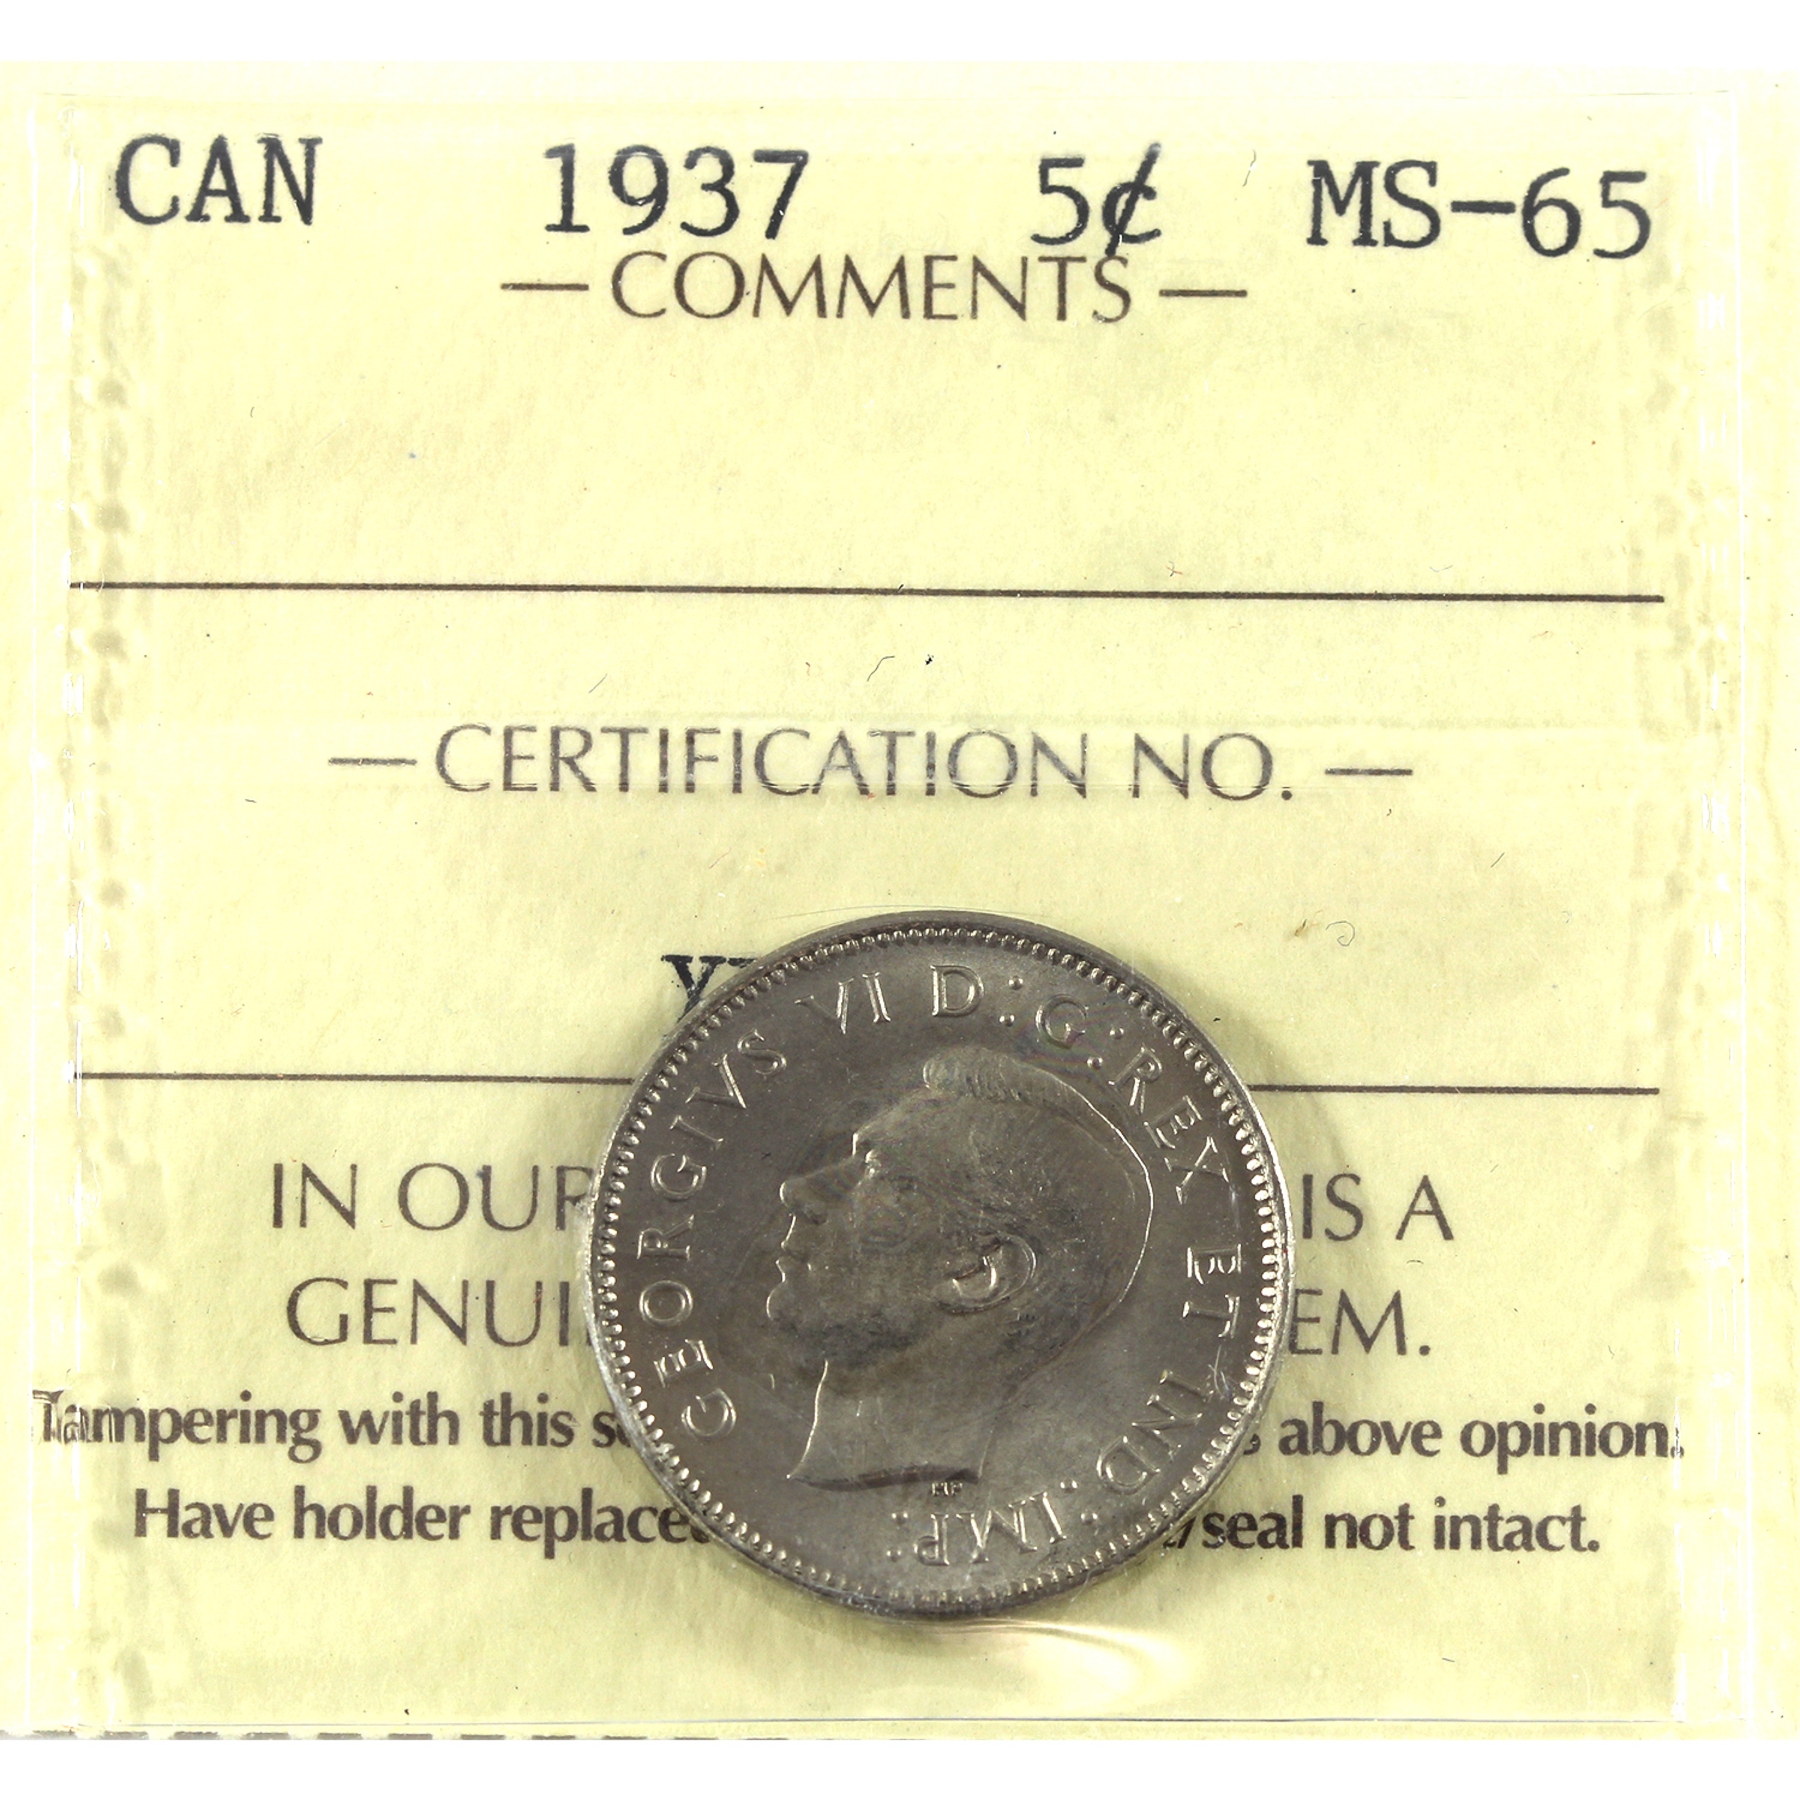 CAN 1937 5¢ MS-65
— COMMENTS —
— CERTIFICATION NO. —
IN OUR IS A
GENUI EM.
Tampering with this s above opinion.
Have holder replace /seal not intact.
GEORGIVS VI D:G:REX ET IND:IMP:
HP